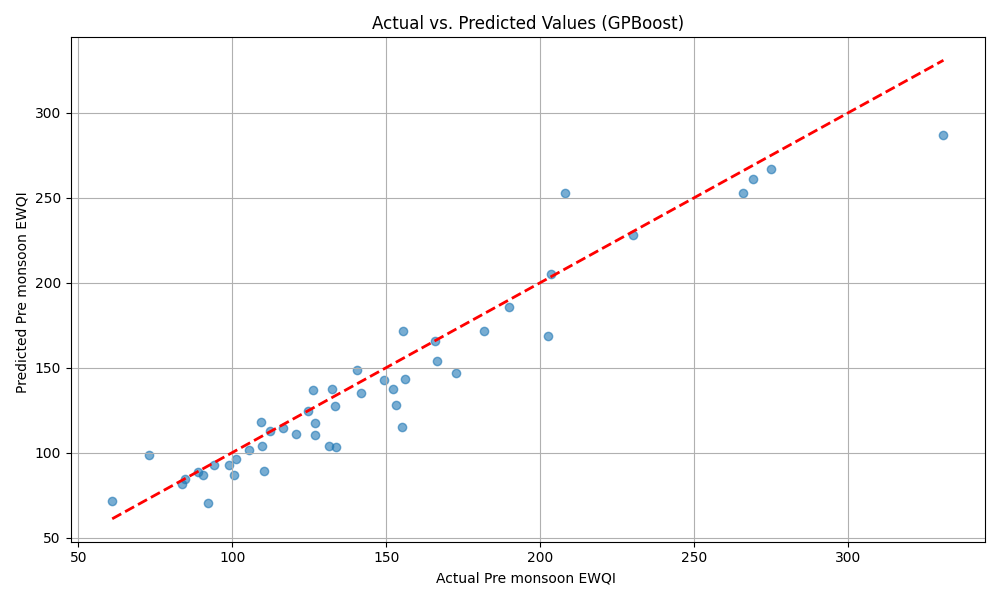 Actual vs. Predicted Values (GPBoost)
Predicted Pre monsoon EWQI
300
250
200
150
100
50
50 100 150 200 250 300
Actual Pre monsoon EWQI